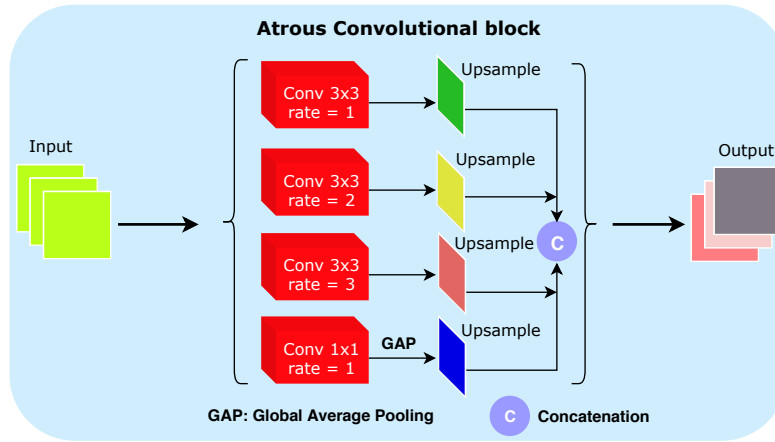 Atrous Convolutional block
Input
Conv 3x3
rate = 1
Upsample
Conv 3x3
rate = 2
Upsample
Conv 3x3
rate = 3
Upsample
Conv 1x1
rate = 1
GAP
Upsample
C
Output
GAP: Global Average Pooling
C Concatenation